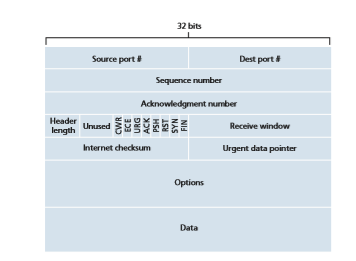 32 bits
Source port # Dest port #
Sequence number
Acknowledgment number
Header length Unused CWR ECE URG ACK PSH RST SYN FIN Receive window
Internet checksum Urgent data pointer
Options
Data